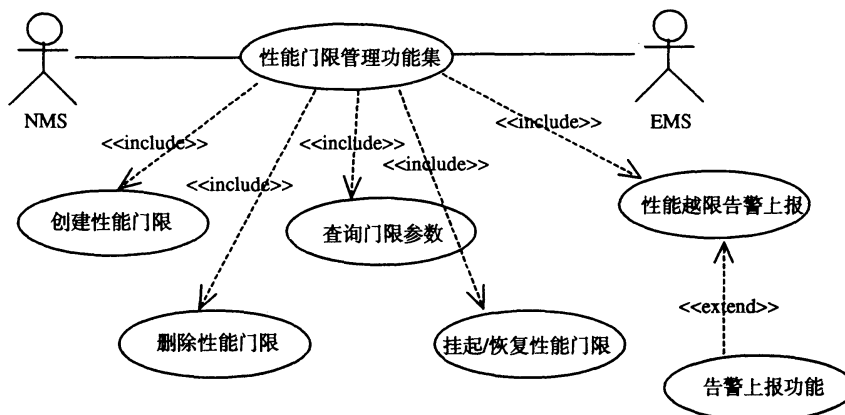 性能门限管理功能集
NMS
EMS
<<include>>
<<include>>
<<include>>
<<include>>
<<include>>
创建性能门限
查询门限参数
性能越限告警上报
删除性能门限
挂起/恢复性能门限
<<extend>>
告警上报功能